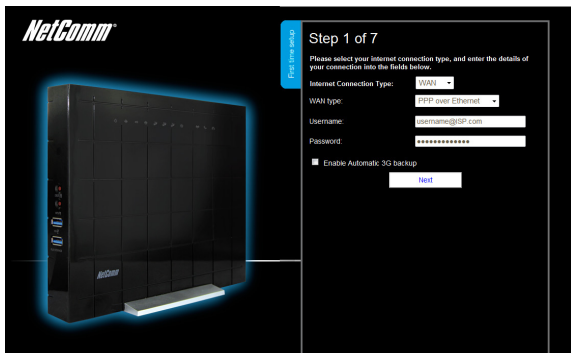 NetComm®
First time setup
Step 1 of 7
Please select your internet connection type, and enter the details of
your connection into the fields below.
Internet Connection Type: WAN
WAN type: PPP over Ethernet
Username: username@ISP.com
Password: •••••••••••••
Enable Automatic 3G backup
Next
NetComm